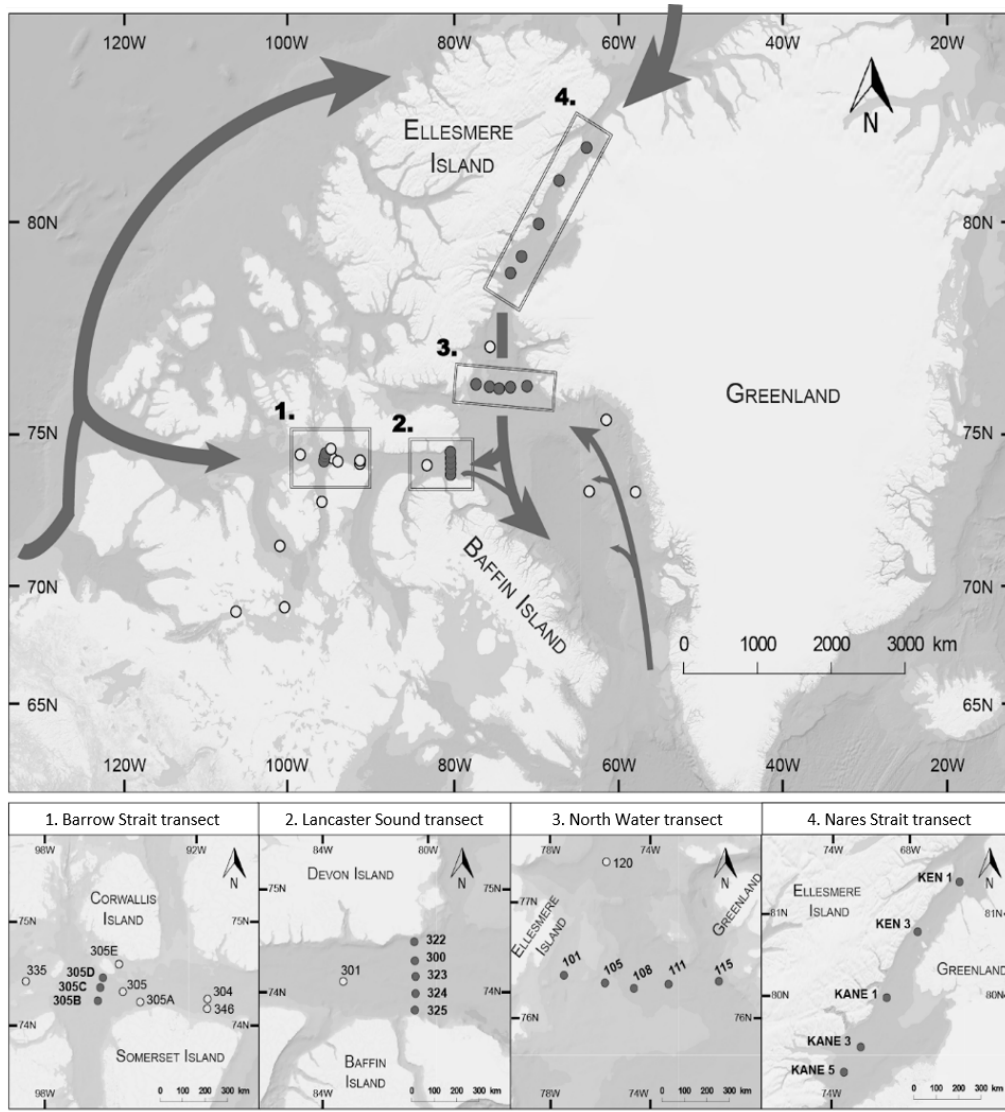 120W 100W 80W 60W 40W 20W
4.
N
ELLESMERE
ISLAND
80N 80N
3.
GREENLAND
75N 75N
1. 2.
BAFFIN ISLAND
70N 70N
0 1000 2000 3000 km
65N 65N
120W 100W 80W 60W 40W 20W
1. Barrow Strait transect
98W 92W
N
CORWALLIS
ISLAND
75N 75N
305E
335 305D
305C 305 304
305B 305A 346
74N 74N
SOMERSET ISLAND
98W 0 100 200 300 km
2. Lancaster Sound transect
80W
N
DEVON ISLAND
75N 75N
322
300
301 323
74N 324 74N
325
BAFFIN
ISLAND
84W 0 100 200 300 km
3. North Water transect
78W 74W
N
120
77N
ELLESMERE
ISLAND
GREENLAND
101 105 108 111 115
76N 76N
78W 74W
0 100 200 300 km
4. Nares Strait transect
74W 68W
N
KEN 1
ELLESMERE
ISLAND
81N 81N
KEN 3
GREENLAND
80N KANE 1 80N
KANE 3
KANE 5
74W 0 100 200 300 km